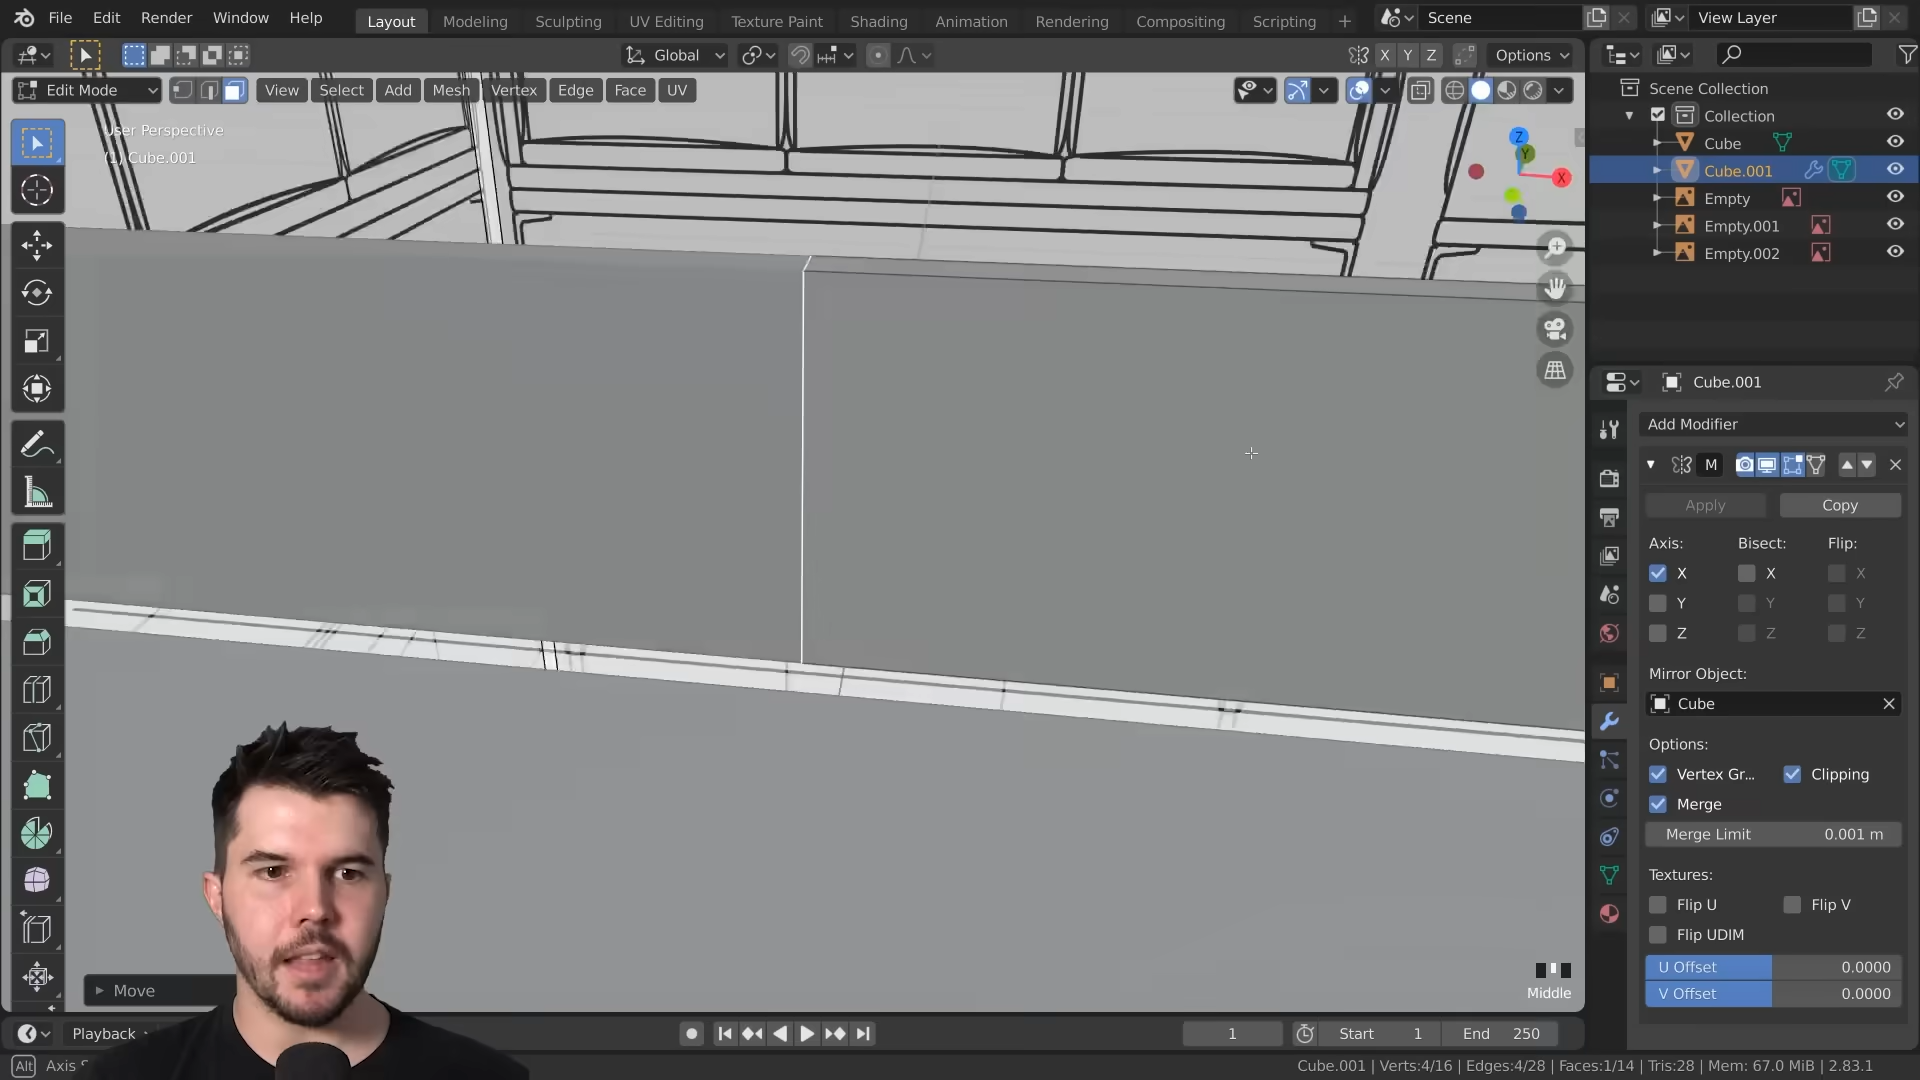 File Edit Render Window Help Layout Modeling Sculpting UV Editing Texture Paint Shading Animation Rendering Compositing Scripting + Scene View Layer
Global X Y Z Options
Edit Mode View Select Add Mesh Vertex Edge Face UV
User Perspective
(1) Cube.001
Z
Y
X
Scene Collection
Collection
Cube
Cube.001
Empty
Empty.001
Empty.002
Cube.001
Add Modifier
M
Apply Copy
Axis: Bisect: Flip:
X X X
Y Y Y
Z Z Z
Mirror Object:
Cube
Options:
Vertex Gr... Clipping
Merge
Merge Limit 0.001 m
Textures:
Flip U Flip V
Flip UDIM
U Offset 0.0000
V Offset 0.0000
Move
Middle
Playback 1 Start 1 End 250
Alt Axis
Cube.001 | Verts:4/16 | Edges:4/28 | Faces:1/14 | Tris:28 | Mem: 67.0 MiB | 2.83.1